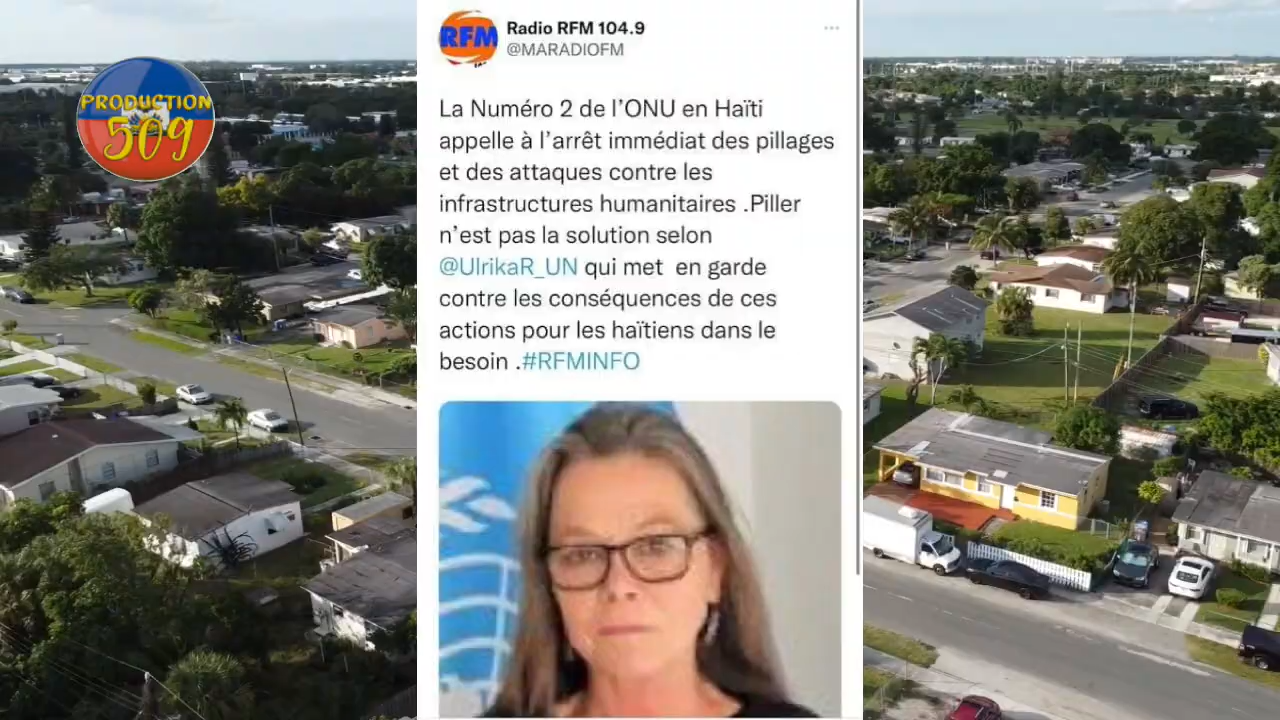 PRODUCTION
509
RFM
Radio RFM 104.9
@MARADIOFM
La Numéro 2 de l’ONU en Haïti
appelle à l’arrêt immédiat des pillages
et des attaques contre les
infrastructures humanitaires .Piller
n’est pas la solution selon
@UlrikaR_UN qui met  en garde
contre les conséquences de ces
actions pour les haïtiens dans le
besoin .#RFMINFO